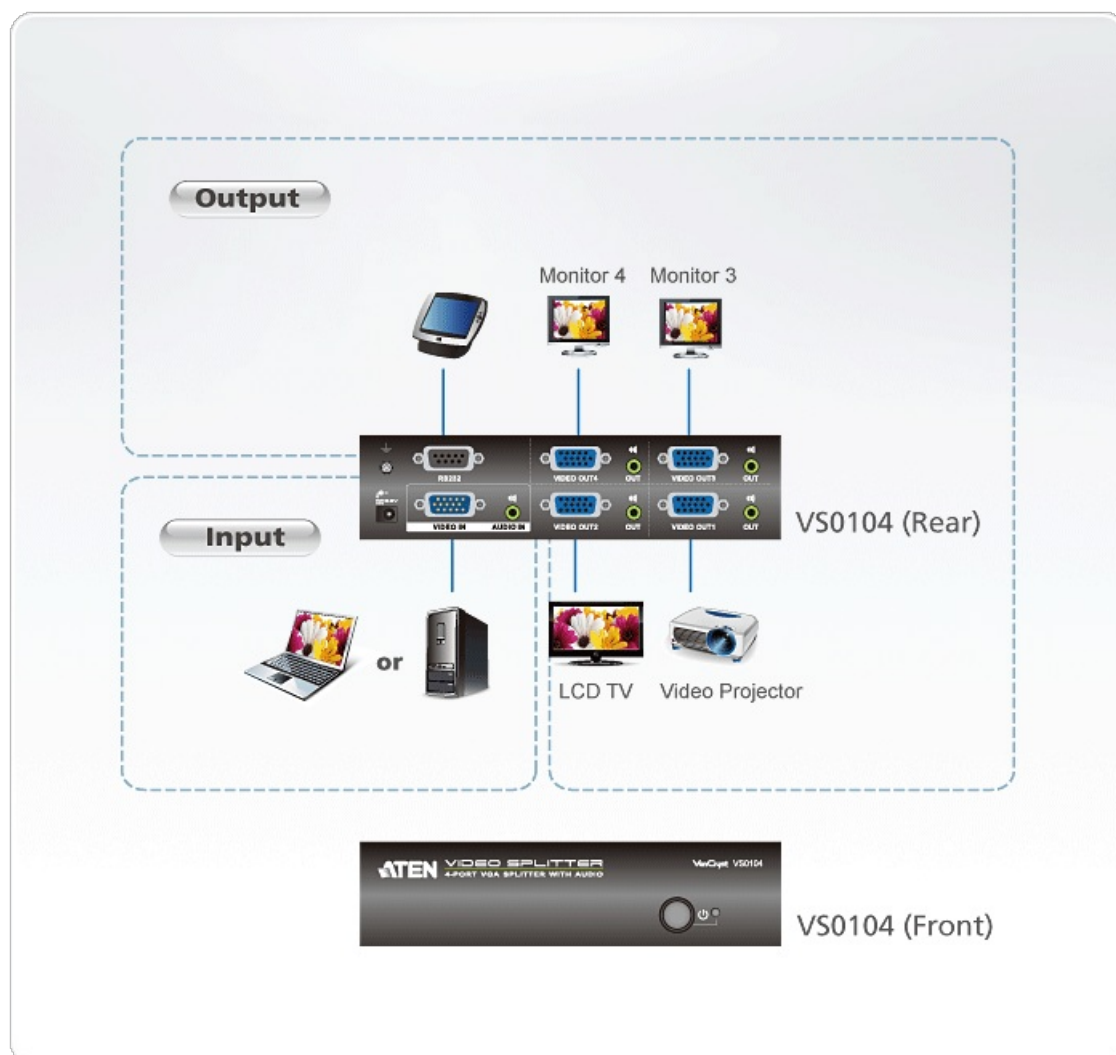 Output
Monitor 4 Monitor 3
RS232
VIDEO OUT4 OUT VIDEO OUT3 OUT
VIDEO IN AUDIO IN VIDEO OUT2 OUT VIDEO OUT1 OUT
VS0104 (Rear)
Input
or
LCD TV Video Projector
ATEN VIDEO SPLITTER
4-PORT VGA SPLITTER WITH AUDIO
VanCryst VS0104
VS0104 (Front)